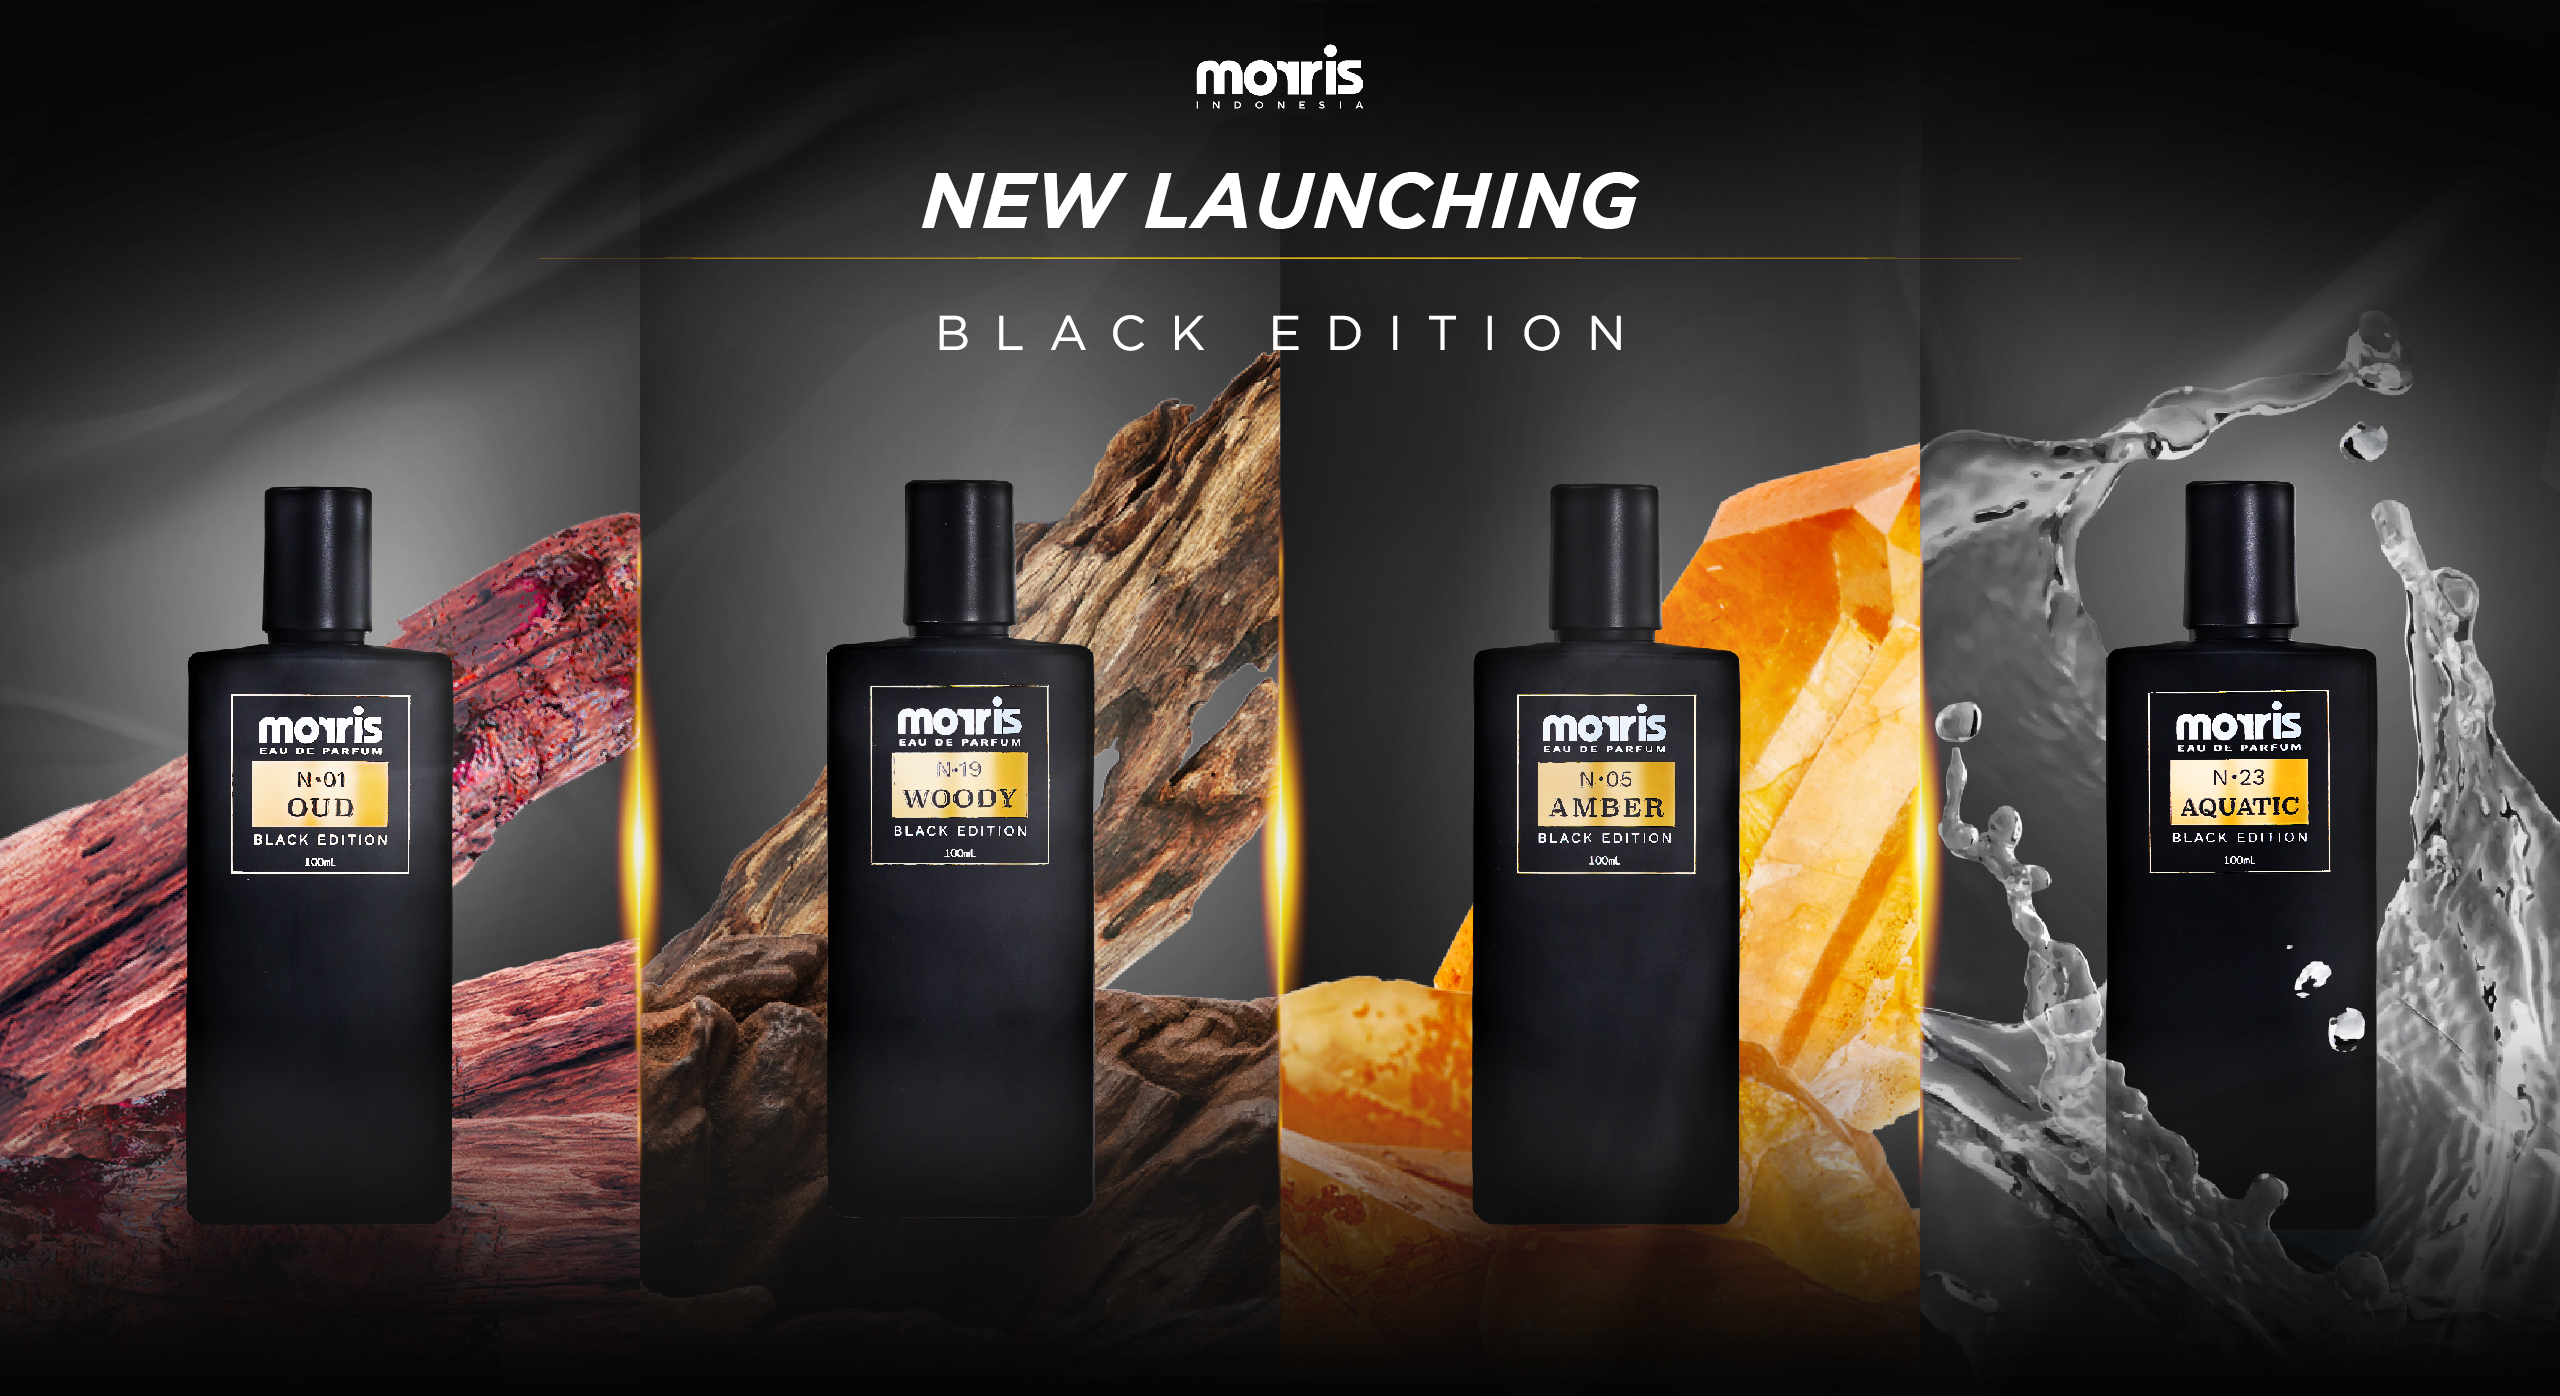 morris
INDONESIA
NEW LAUNCHING
BLACK EDITION
morris
EAU DE PARFUM
N•01
OUD
BLACK EDITION
100mL
morris
EAU DE PARFUM
N•19
WOODY
BLACK EDITION
100mL
morris
EAU DE PARFUM
N•05
AMBER
BLACK EDITION
100mL
morris
EAU DE PARFUM
N•23
AQUATIC
BLACK EDITION
100mL